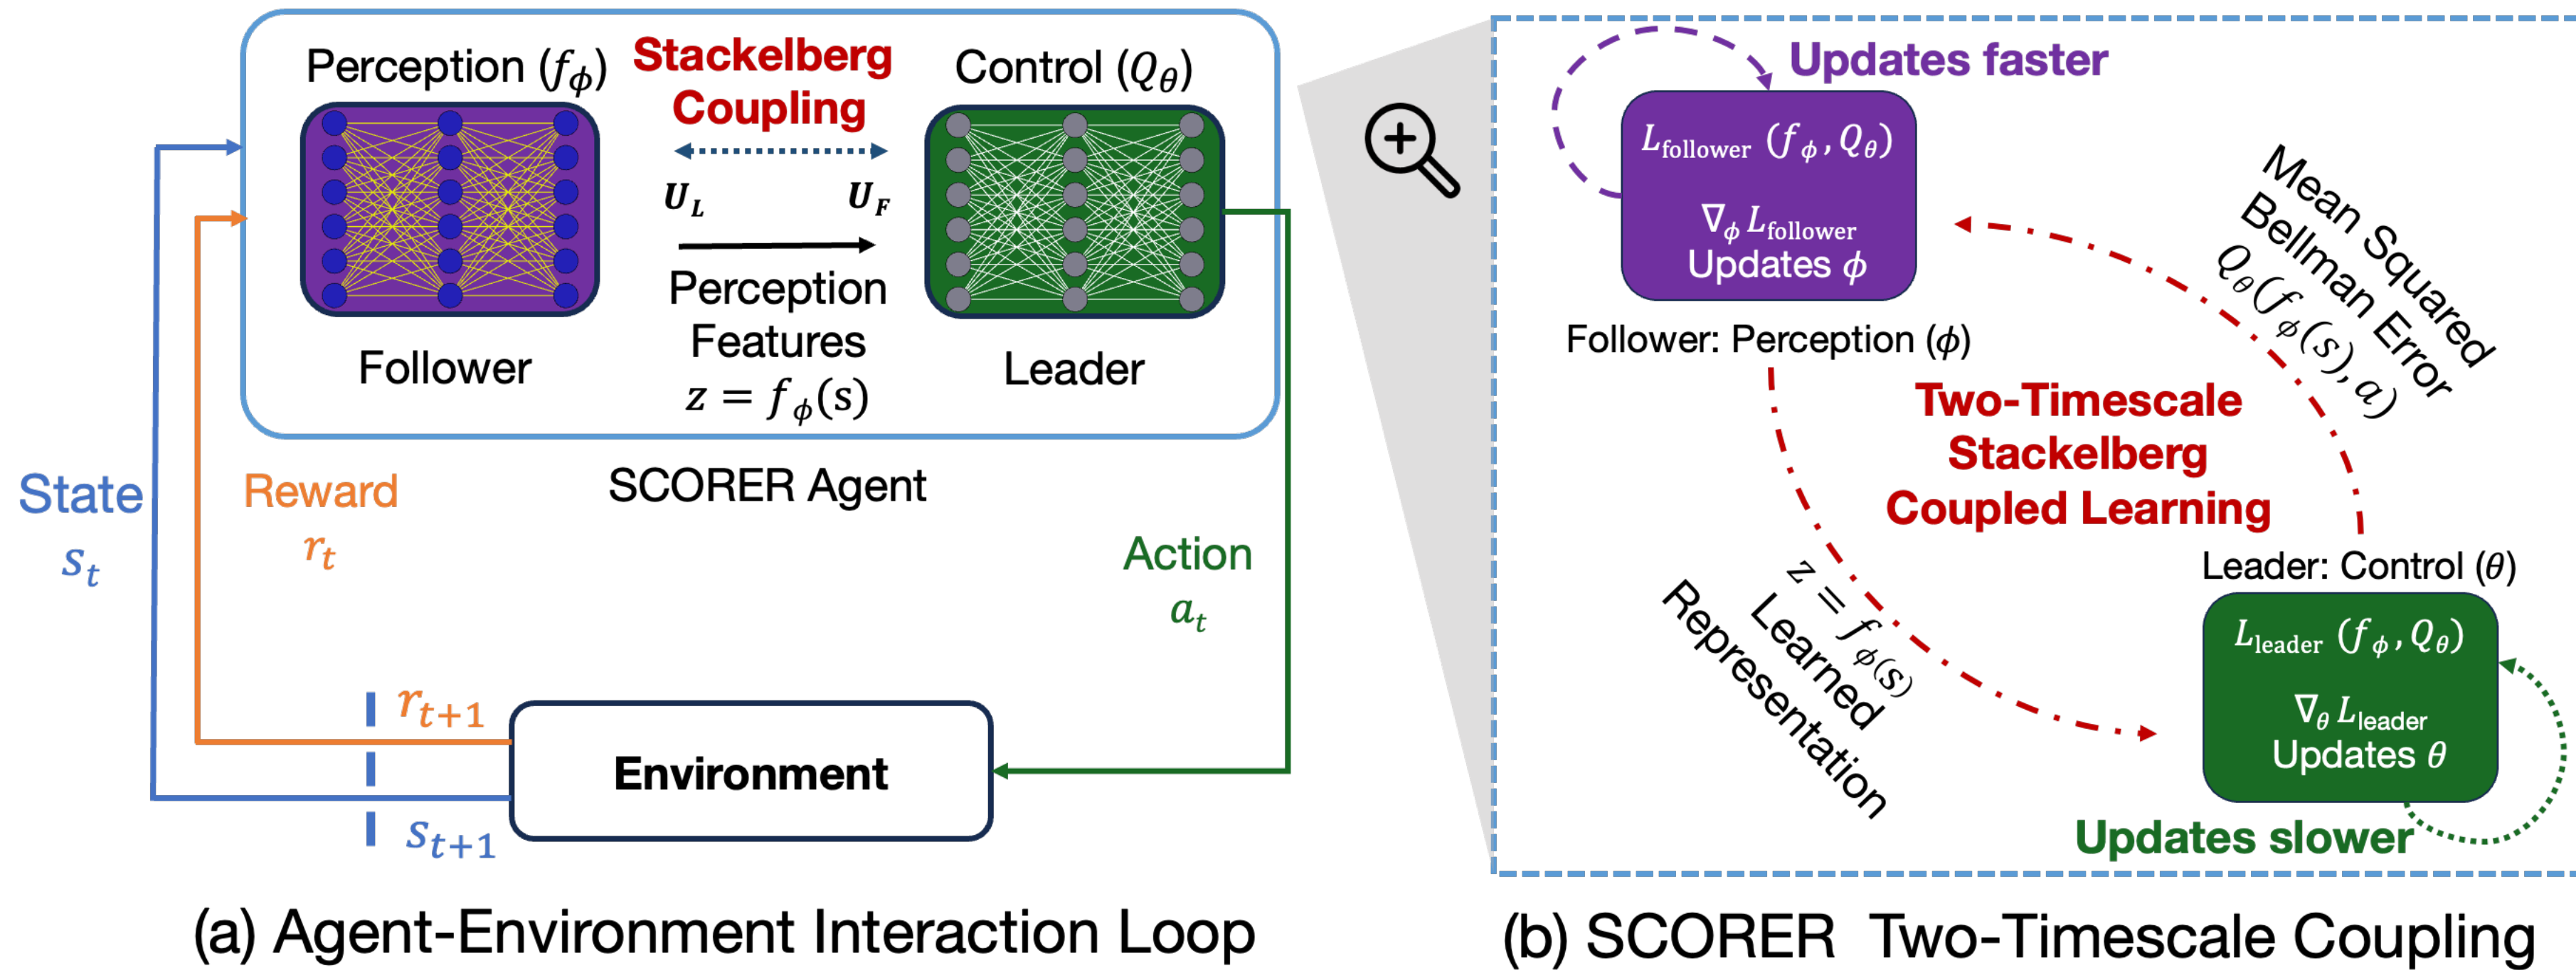 Perception (f_ϕ)
Stackelberg
Coupling
Control (Q_θ)
U_L
U_F
Perception
Features
z = f_ϕ(s)
Follower
Leader
SCORER Agent
State
s_t
Reward
r_t
Action
a_t
r_{t+1}
Environment
s_{t+1}
(a) Agent-Environment Interaction Loop
Updates faster
L_follower (f_ϕ, Q_θ)
∇_ϕ L_follower
Updates ϕ
Follower: Perception (ϕ)
Mean Squared
Bellman Error
Q_θ(f_ϕ(s), a)
Two-Timescale
Stackelberg
Coupled Learning
z = f_ϕ(s)
Learned
Representation
Leader: Control (θ)
L_leader (f_ϕ, Q_θ)
∇_θ L_leader
Updates θ
Updates slower
(b) SCORER Two-Timescale Coupling